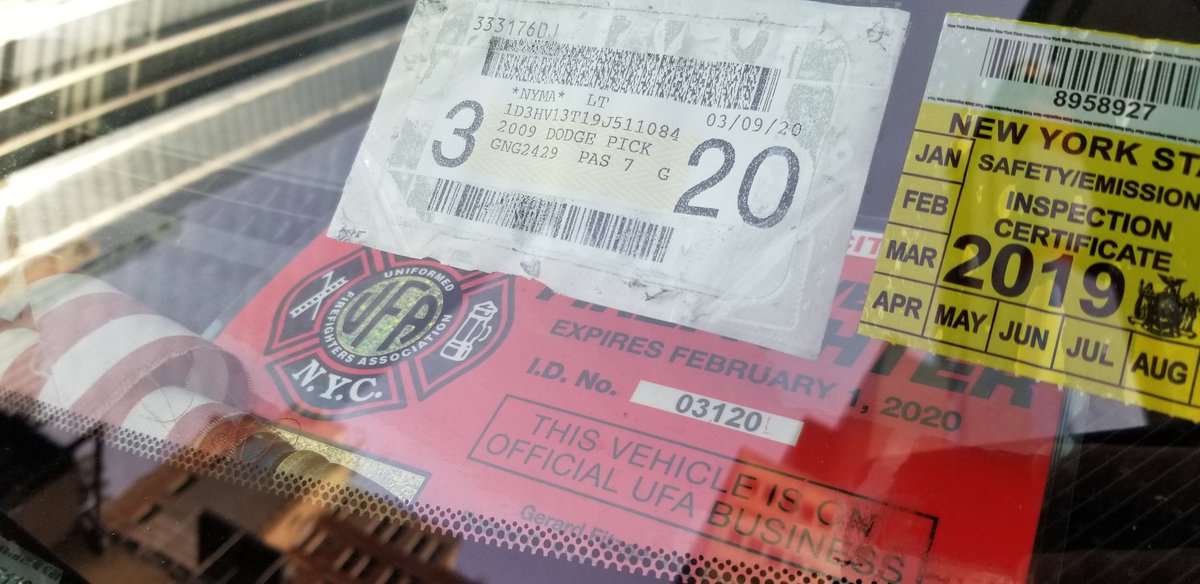 333176DJ
*NYMA* LT
1D3HV13T19J511084 03/09/20
2009 DODGE PICK
GNG2429 PAS 7 G
3 20
8958927
NEW YORK ST
SAFETY/EMISSION
INSPECTION
CERTIFICATE
2019
JAN
FEB
MAR
APR MAY JUN JUL AUG
UNIFORMED
FIREFIGHTERS ASSOCIATION
UFA
N.Y.C.
EXPIRES FEBRUARY 1, 2020
I.D. No. 03120
THIS VEHICLE IS ON
OFFICIAL UFA BUSINESS
Gerard